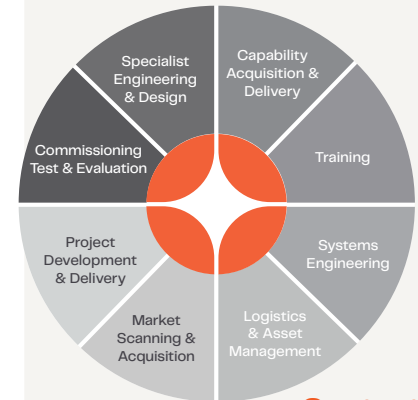 Specialist
Engineering
& Design
Capability
Acquisition &
Delivery
Training
Systems
Engineering
Logistics
& Asset
Management
Market
Scanning &
Acquisition
Project
Development
& Delivery
Commissioning
Test & Evaluation